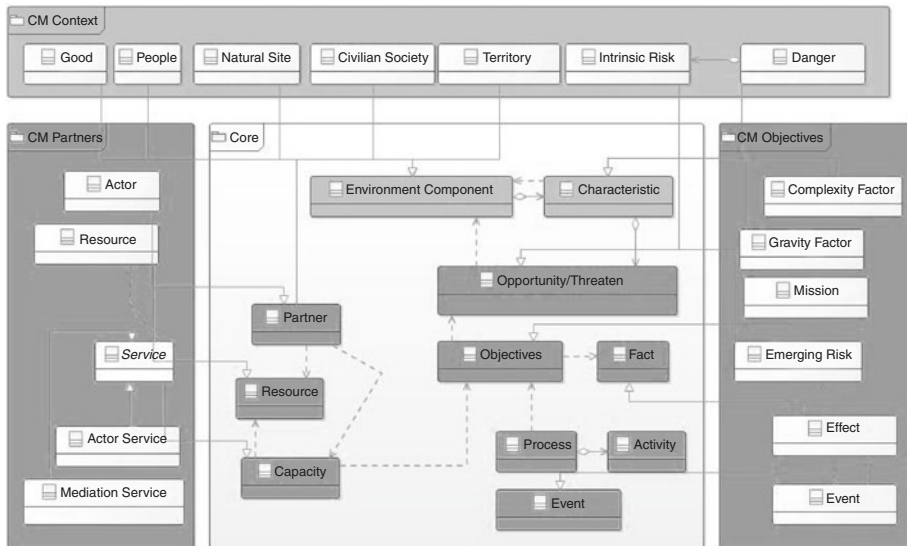 CM Context
Good
People
Natural Site
Civilian Society
Territory
Intrinsic Risk
Danger
CM Partners
Actor
Resource
Service
Actor Service
Mediation Service
Core
Environment Component
Characteristic
Opportunity/Threaten
Partner
Objectives
Fact
Resource
Process
Activity
Capacity
Event
CM Objectives
Complexity Factor
Gravity Factor
Mission
Emerging Risk
Effect
Event